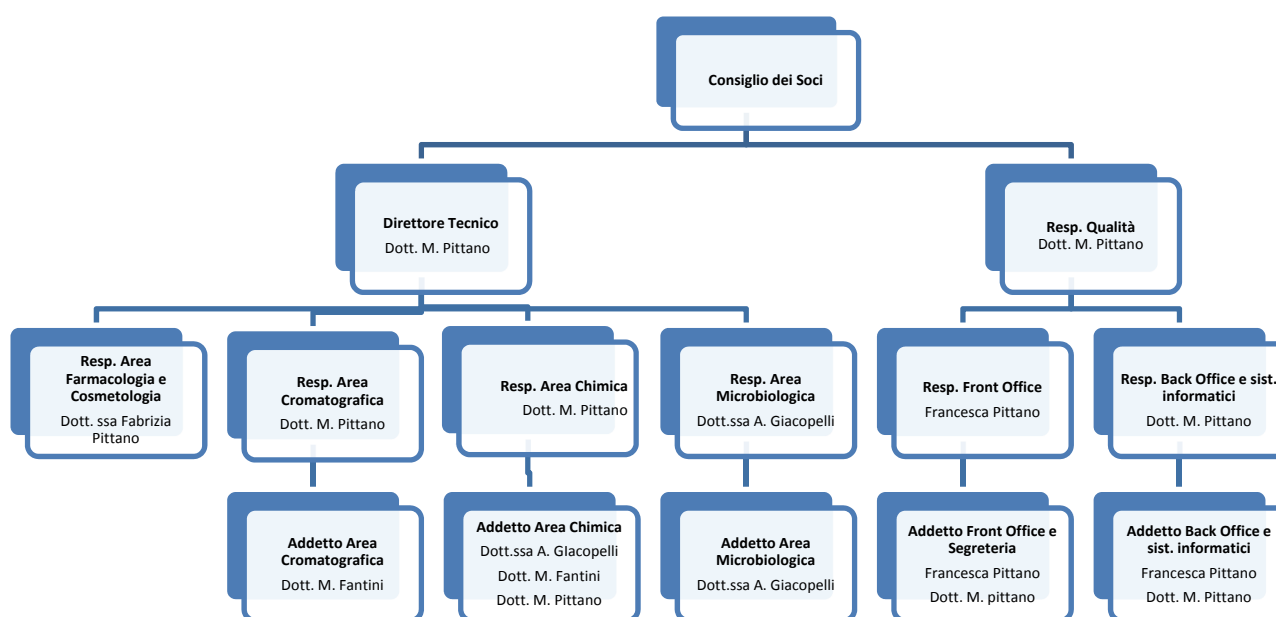 Consiglio dei Soci
Direttore Tecnico
Dott. M. Pittano
Resp. Qualità
Dott. M. Pittano
Resp. Area
Farmacologia e
Cosmetologia
Dott. ssa Fabrizia
Pittano
Resp. Area
Cromatografica
Dott. M. Pittano
Resp. Area Chimica
Dott. M. Pittano
Resp. Area
Microbiologica
Dott.ssa A. Giacopelli
Resp. Front Office
Francesca Pittano
Resp. Back Office e sist.
informatici
Dott. M. Pittano
Addetto Area
Cromatografica
Dott. M. Fantini
Addetto Area Chimica
Dott.ssa A. GIacopelli
Dott. M. Fantini
Dott. M. Pittano
Addetto Area
Microbiologica
Dott.ssa A. Giacopelli
Addetto Front Office e
Segreteria
Francesca Pittano
Dott. M. pittano
Addetto Back Office e
sist. informatici
Francesca Pittano
Dott. M. Pittano